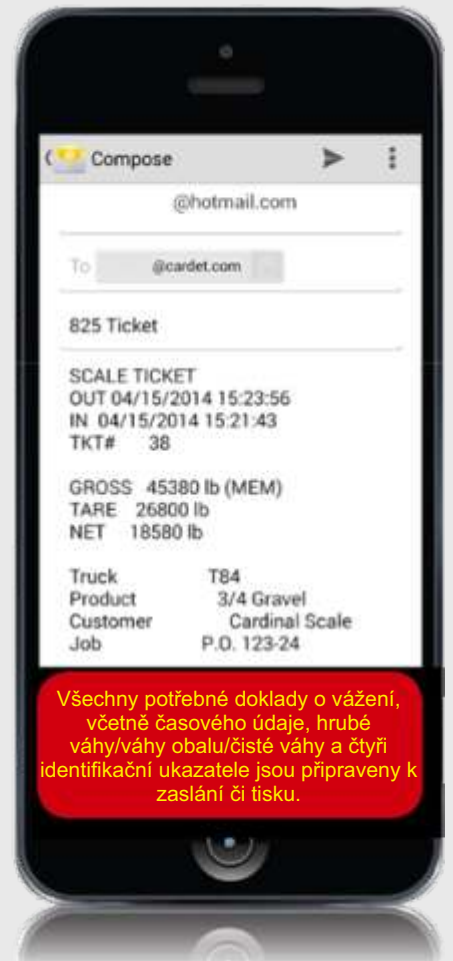 Compose
@hotmail.com
To @cardet.com
825 Ticket
SCALE TICKET
OUT 04/15/2014 15:23:56
IN 04/15/2014 15:21:43
TKT# 38
GROSS 45380 lb (MEM)
TARE 26800 lb
NET 18580 lb
Truck T84
Product 3/4 Gravel
Customer Cardinal Scale
Job P.O. 123-24
Všechny potřebné doklady o vážení,
včetně časového údaje, hrubé
váhy/váhy obalu/čisté váhy a čtyři
identifikační ukazatele jsou připraveny k
zaslání či tisku.